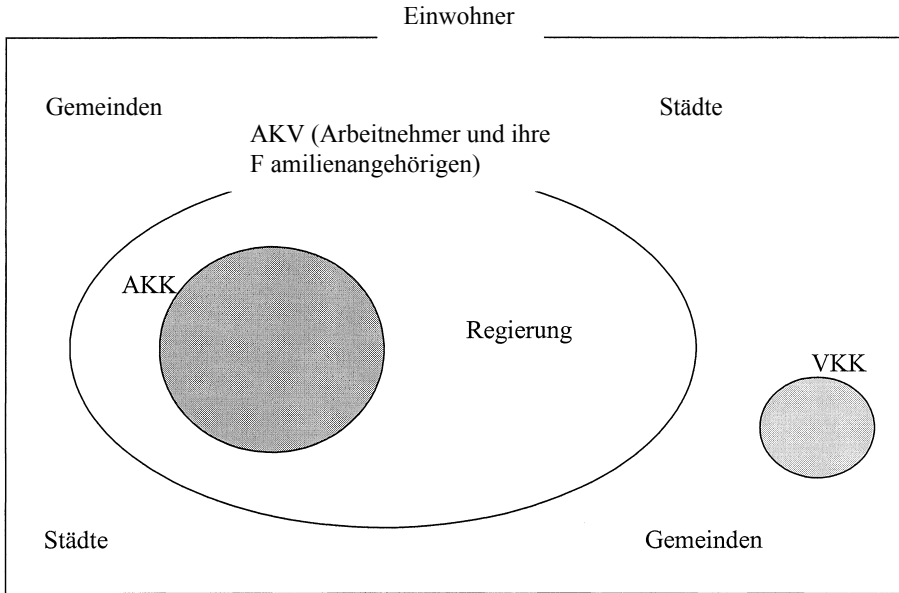 Einwohner
Gemeinden
Städte
AKV (Arbeitnehmer und ihre
F amilienangehörigen)
AKK
Regierung
VKK
Städte
Gemeinden